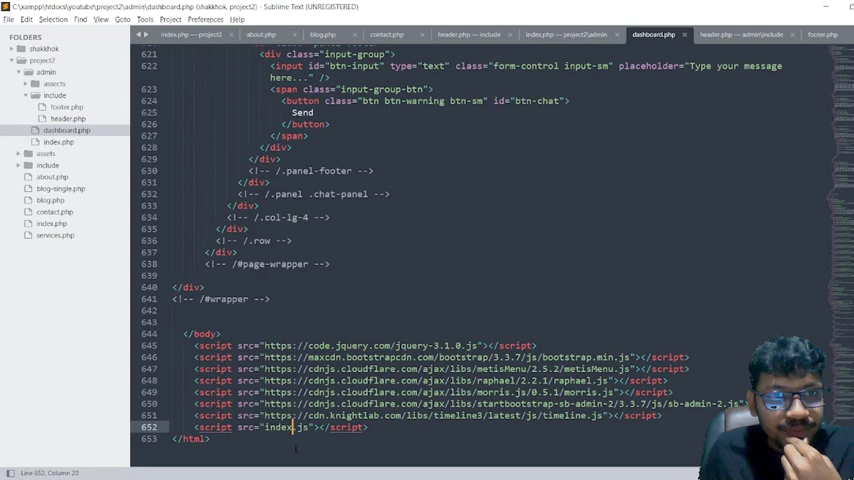 C:\xampp\htdocs\youtube\project2\admin\dashboard.php (shakkhok, project2) - Sublime Text (UNREGISTERED)
File Edit Selection Find View Goto Tools Project Preferences Help
index.php — project2 about.php blog.php contact.php header.php — include index.php — project2\admin dashboard.php header.php — admin\include footer.php
FOLDERS
shakkhok
project2
admin
assects
include
footer.php
header.php
dashboard.php
index.php
assets
include
about.php
blog-single.php
blog.php
contact.php
index.php
services.php
621 <div class="input-group">
622 <input id="btn-input" type="text" class="form-control input-sm" placeholder="Type your message
here..." />
623 <span class="input-group-btn">
624 <button class="btn btn-warning btn-sm" id="btn-chat">
625 Send
626 </button>
627 </span>
628 </div>
629 </div>
630 <!-- /.panel-footer -->
631 </div>
632 <!-- /.panel .chat-panel -->
633 </div>
634 <!-- /.col-lg-4 -->
635 </div>
636 <!-- /.row -->
637 </div>
638 <!-- /#page-wrapper -->
639
640 </div>
641 <!-- /#wrapper -->
642
643
644 </body>
645 <script src="https://code.jquery.com/jquery-3.1.0.js"></script>
646 <script src="https://maxcdn.bootstrapcdn.com/bootstrap/3.3.7/js/bootstrap.min.js"></script>
647 <script src="https://cdnjs.cloudflare.com/ajax/libs/metisMenu/2.5.2/metisMenu.js"></script>
648 <script src="https://cdnjs.cloudflare.com/ajax/libs/raphael/2.2.1/raphael.js"></script>
649 <script src="https://cdnjs.cloudflare.com/ajax/libs/morris.js/0.5.1/morris.js"></script>
650 <script src="https://cdnjs.cloudflare.com/ajax/libs/startbootstrap-sb-admin-2/3.3.7/js/sb-admin-2.js"></script>
651 <script src="https://cdn.knightlab.com/libs/timeline3/latest/js/timeline.js"></script>
652 <script src="index.js"></script>
653 </html>
Line 652, Column 23